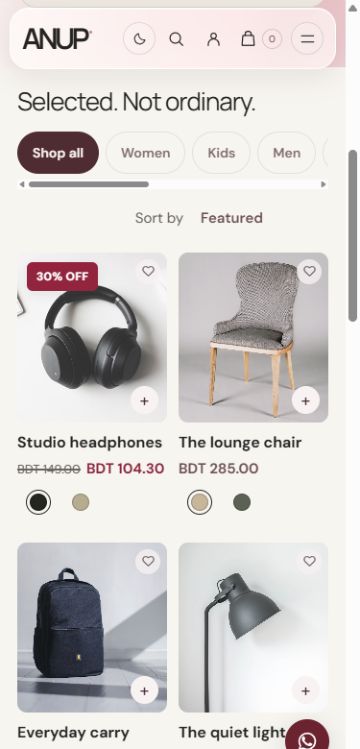 ANUP
0
Selected. Not ordinary.
Shop all Women Kids Men
Sort by Featured
30% OFF
Studio headphones The lounge chair
BDT 149.00 BDT 104.30 BDT 285.00
Everyday carry The quiet light